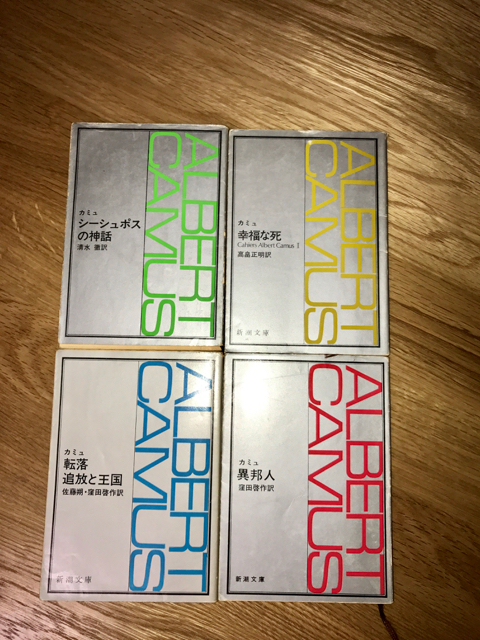 ALBERT
CAMUS
カミュ
シーシュポス
の神話
清水 徹訳
ALBERT
CAMUS
カミュ
幸福な死
Cahiers Albert Camus I
高畠正明訳
新潮文庫
ALBERT
CAMUS
カミュ
転落
追放と王国
佐藤朔・窪田啓作訳
新潮文庫
ALBERT
CAMUS
カミュ
異邦人
窪田啓作訳
新潮文庫